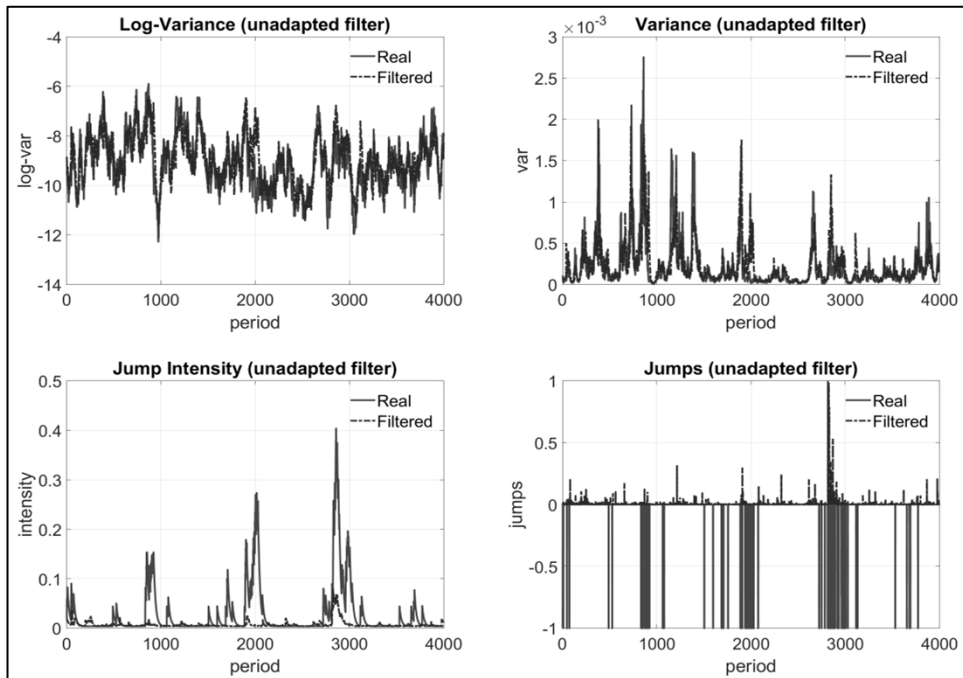 Log-Variance (unadapted filter)
-4
-6
-8
-10
-12
-14
log-var
0 1000 2000 3000 4000
period
Real
Filtered
Variance (unadapted filter)
×10⁻³
3
2.5
2
1.5
1
0.5
0
var
0 1000 2000 3000 4000
period
Real
Filtered
Jump Intensity (unadapted filter)
0.5
0.4
0.3
0.2
0.1
0
intensity
0 1000 2000 3000 4000
period
Real
Filtered
Jumps (unadapted filter)
1
0.5
0
-0.5
-1
jumps
0 1000 2000 3000 4000
period
Real
Filtered